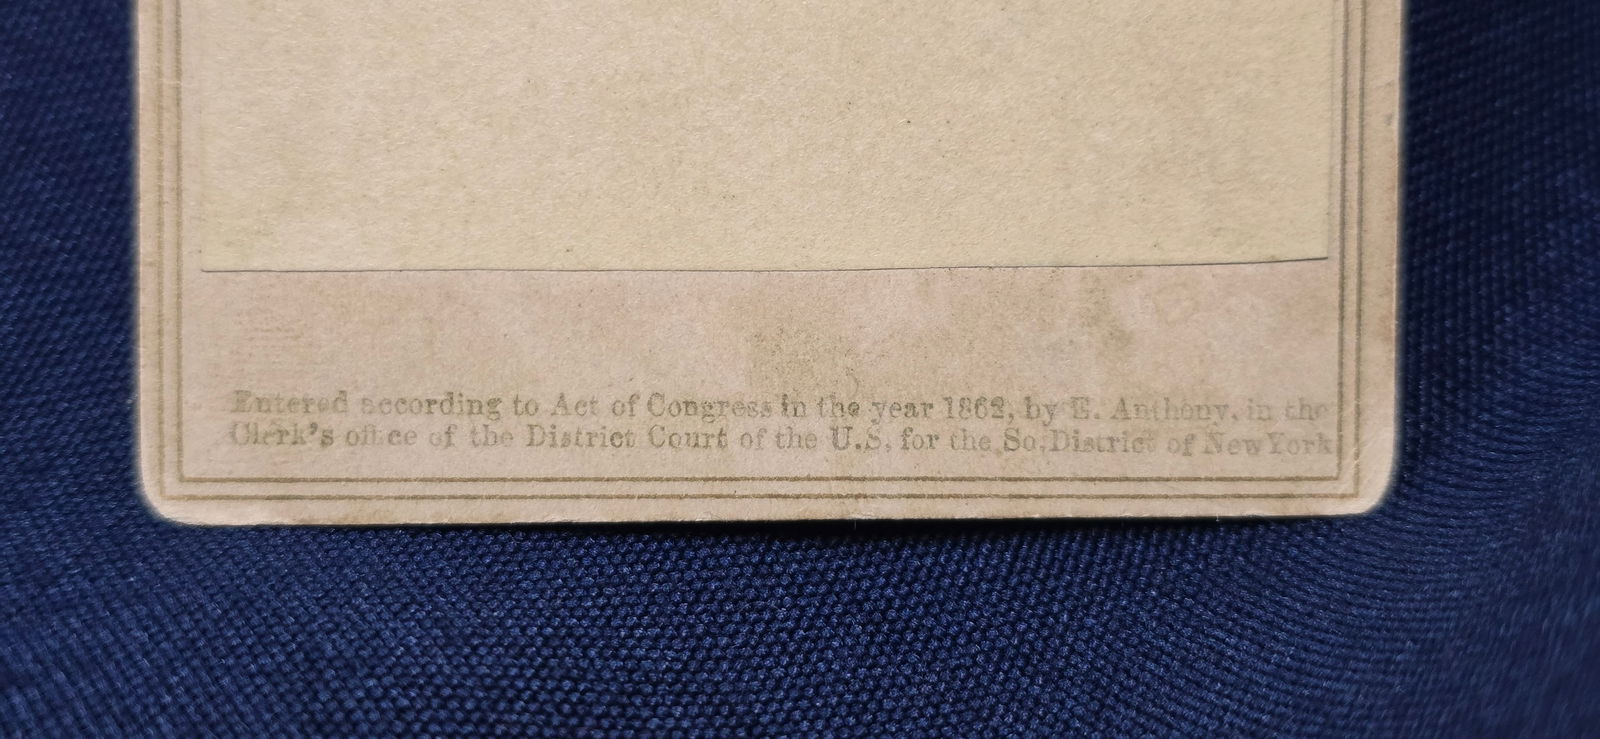 Entered according to Act of Congress in the year 1862, by E. Anthony, in the
Clerk's office of the District Court of the U.S. for the So. District of New York